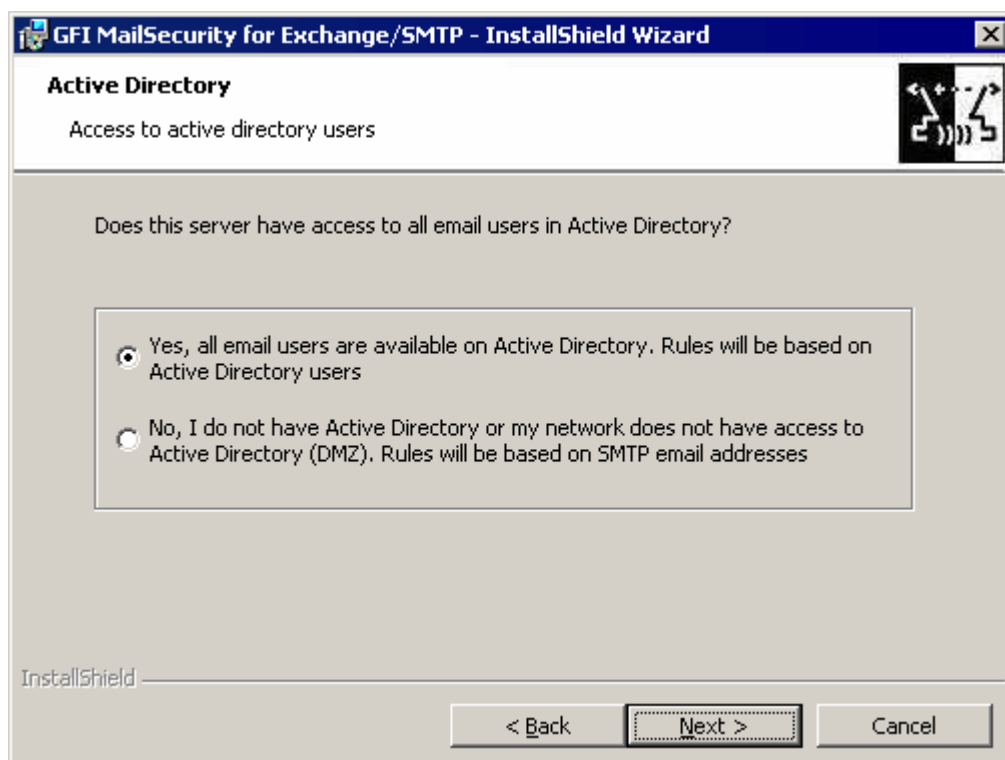 GFI MailSecurity for Exchange/SMTP - InstallShield Wizard
Active Directory
Access to active directory users
Does this server have access to all email users in Active Directory?
Yes, all email users are available on Active Directory. Rules will be based on
Active Directory users
No, I do not have Active Directory or my network does not have access to
Active Directory (DMZ). Rules will be based on SMTP email addresses
InstallShield
< Back
Next >
Cancel